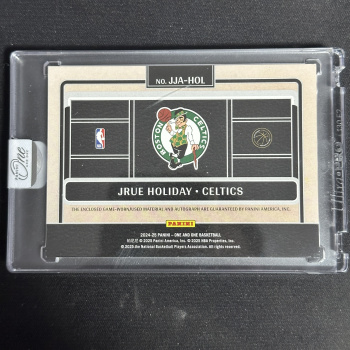 NO. JJA-HOL
BOSTON CELTICS
One
JRUE HOLIDAY • CELTICS
THE ENCLOSED GAME-WORN/USED MATERIAL AND AUTOGRAPH ARE GUARANTEED BY PANINI AMERICA, INC.
PANINI
2024-25 PANINI – ONE AND ONE BASKETBALL
© 2025 Panini America, Inc. © 2025 NBA Properties, Inc.
© 2025 the National Basketball Players Association. All rights reserved.